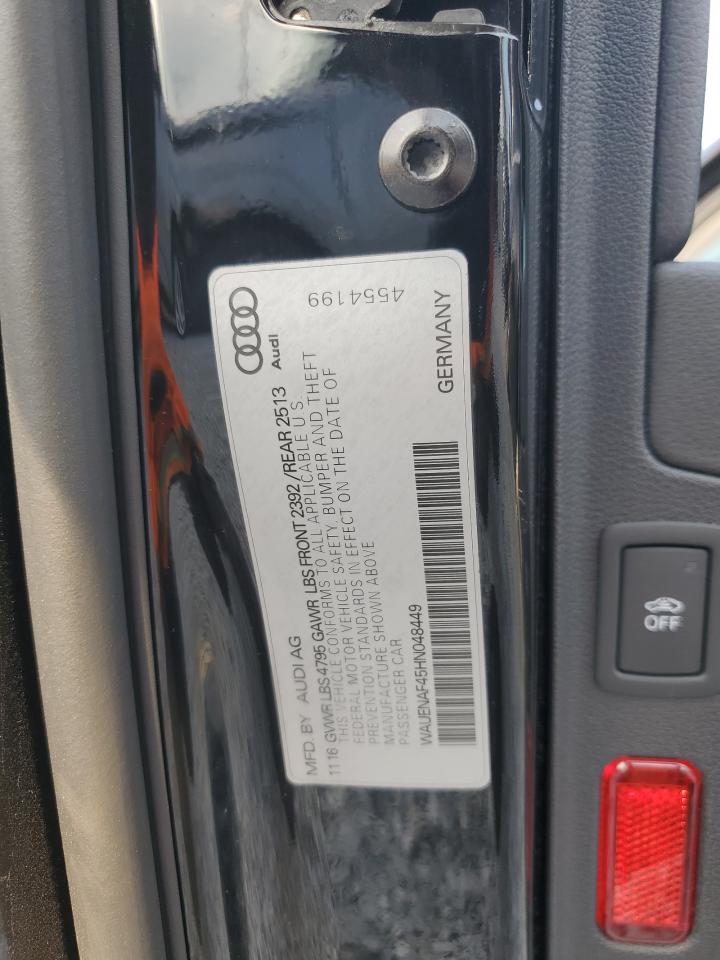 MFD. BY AUDI AG
Audi
11 16 GVWR LBS 4795 GAWR LBS FRONT 2392 / REAR 2513
THIS VEHICLE CONFORMS TO ALL APPLICABLE U S
FEDERAL MOTOR VEHICLE SAFETY, BUMPER AND THEFT
PREVENTION STANDARDS IN EFFECT ON THE DATE OF
MANUFACTURE SHOWN ABOVE
PASSENGER CAR
WAUENAF45HN048449
GERMANY
4554199
OFF